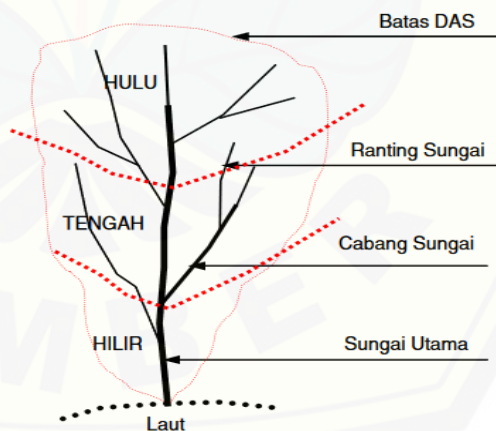 Batas DAS
HULU
Ranting Sungai
TENGAH
Cabang Sungai
HILIR
Sungai Utama
Laut